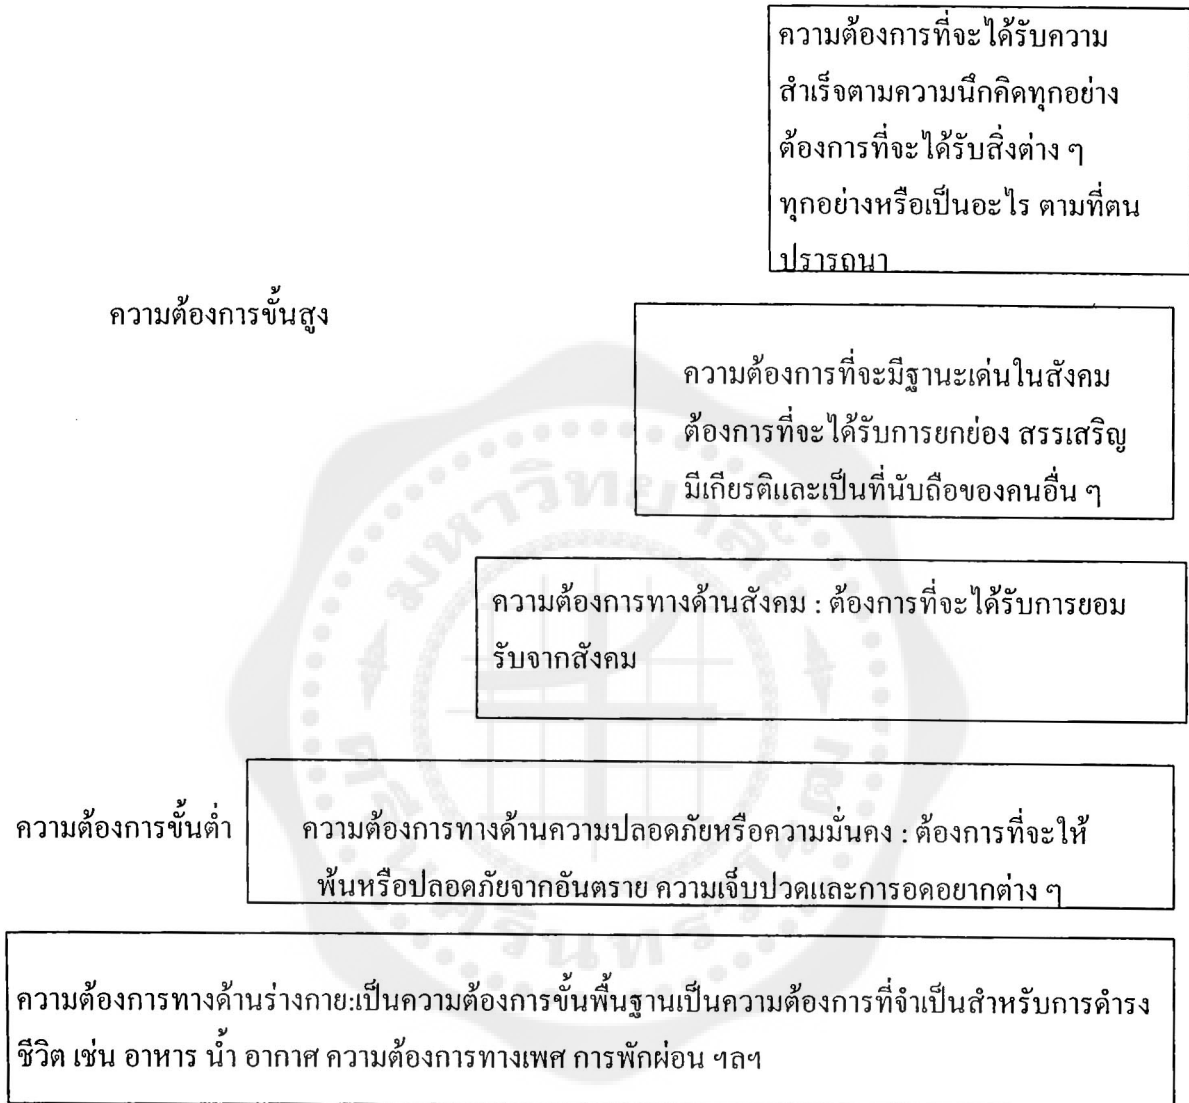 ความต้องการที่จะได้รับความ
สำเร็จตามความนึกคิดทุกอย่าง
ต้องการที่จะได้รับสิ่งต่าง ๆ
ทุกอย่างหรือเป็นอะไร ตามที่ตน
ปรารถนา
ความต้องการขั้นสูง
ความต้องการที่จะมีฐานะเด่นในสังคม
ต้องการที่จะได้รับการยกย่อง สรรเสริญ
มีเกียรติและเป็นที่นับถือของคนอื่น ๆ
ความต้องการทางด้านสังคม : ต้องการที่จะได้รับการยอม
รับจากสังคม
ความต้องการขั้นต่ำ
ความต้องการทางด้านความปลอดภัยหรือความมั่นคง : ต้องการที่จะให้
พ้นหรือปลอดภัยจากอันตราย ความเจ็บปวดและการอดอยากต่าง ๆ
ความต้องการทางด้านร่างกาย:เป็นความต้องการขั้นพื้นฐานเป็นความต้องการที่จำเป็นสำหรับการดำรง
ชีวิต เช่น อาหาร น้ำ อากาศ ความต้องการทางเพศ การพักผ่อน ฯลฯ
มหาวิทยาลัย
ศรีนครินทรวิโรฒ